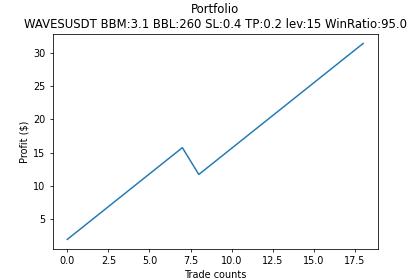 Portfolio
WAVESUSDT BBM:3.1 BBL:260 SL:0.4 TP:0.2 lev:15 WinRatio:95.0
30
25
20
15
10
5
Profit ($)
0.0 2.5 5.0 7.5 10.0 12.5 15.0 17.5
Trade counts